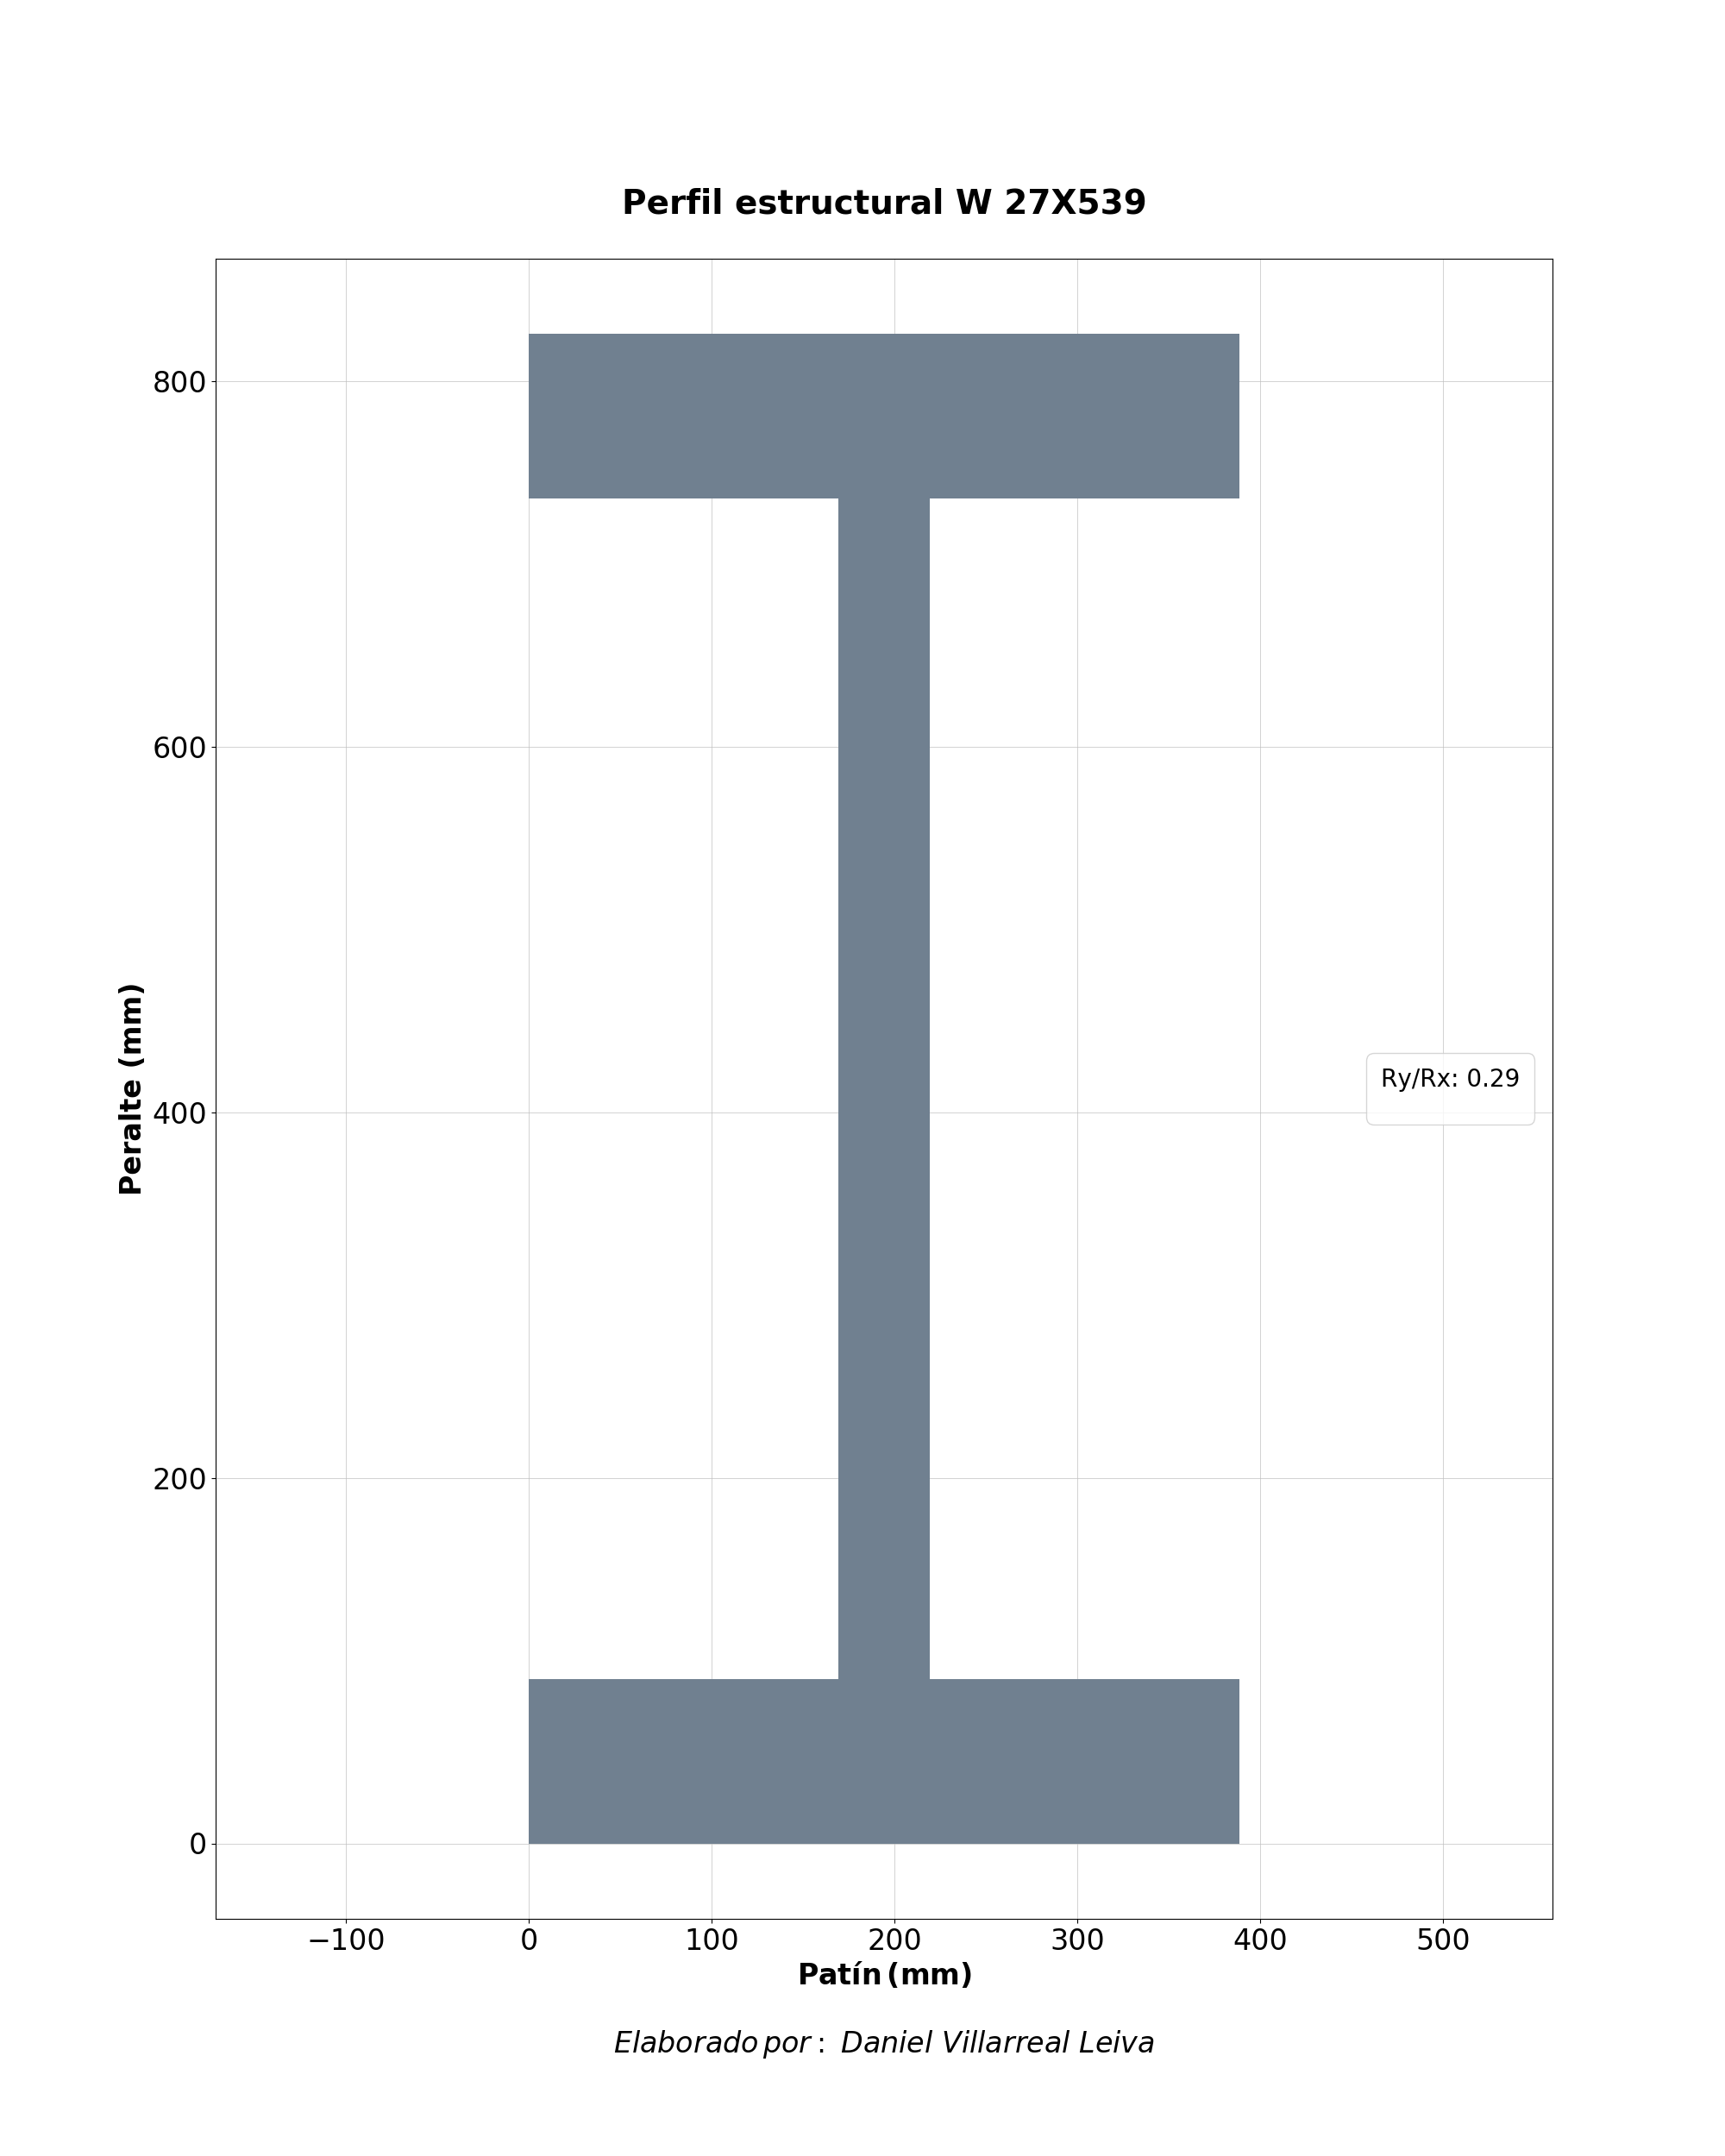 Perfil estructural W 27X539
800
600
400
200
0
Peralte (mm)
Ry/Rx: 0.29
−100 0 100 200 300 400 500
Patín (mm)
Elaborado por: Daniel Villarreal Leiva